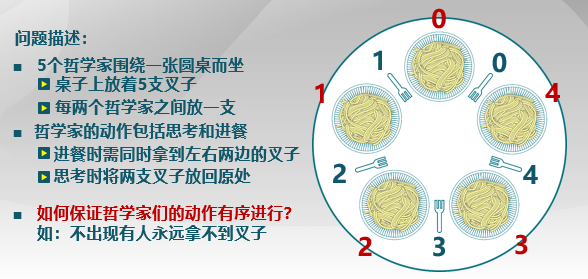 问题描述：
5个哲学家围绕一张圆桌而坐
桌子上放着5支叉子
每两个哲学家之间放一支
哲学家的动作包括思考和进餐
进餐时需同时拿到左右两边的叉子
思考时将两支叉子放回原处
如何保证哲学家们的动作有序进行？
如：不出现有人永远拿不到叉子
0
1
0
1
4
2
4
3
2
3